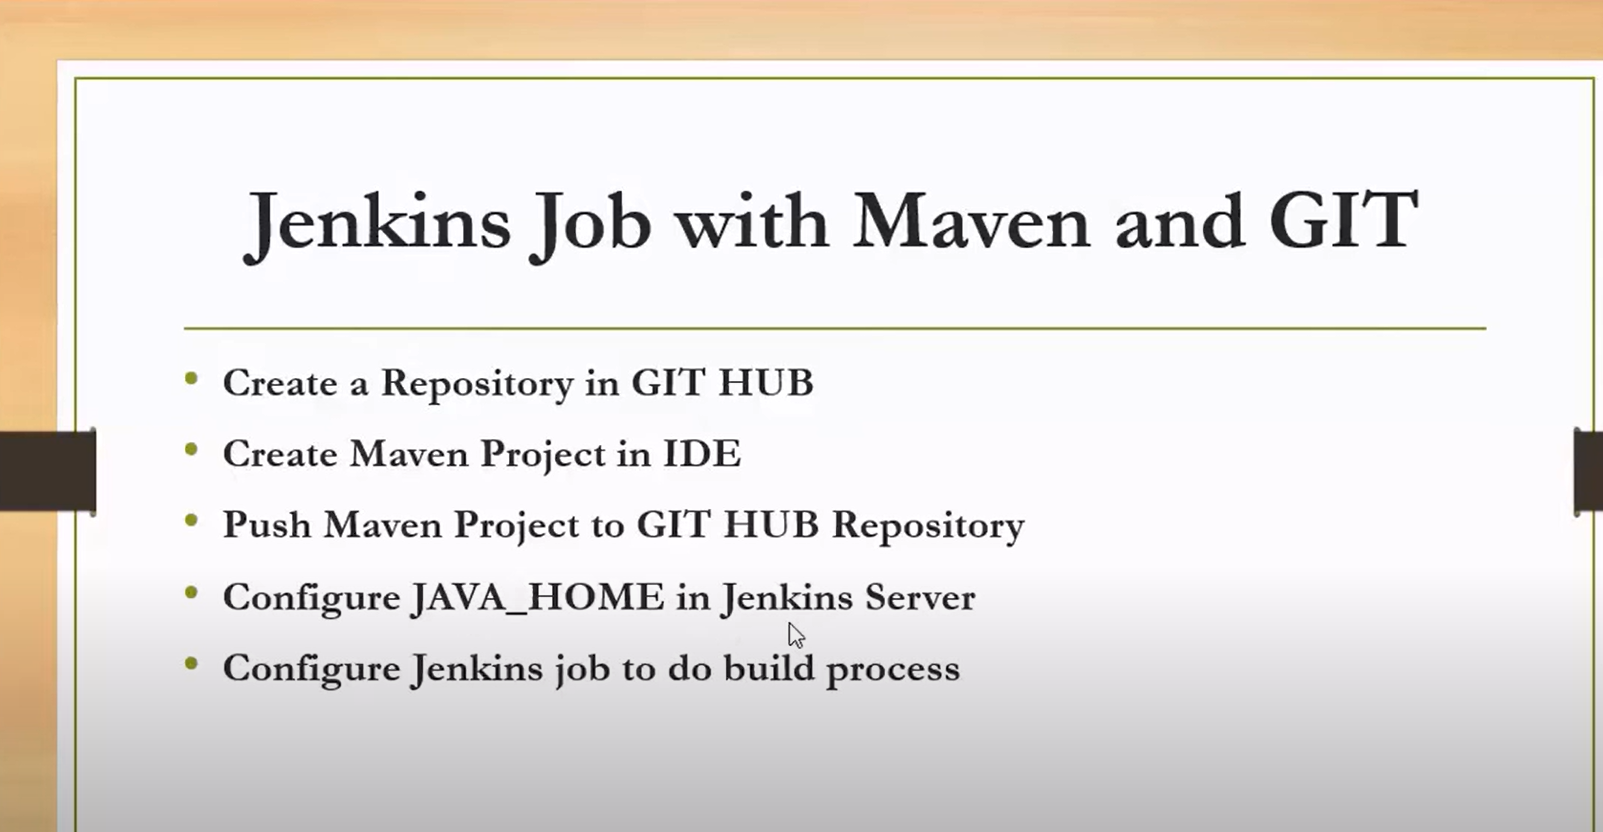 Jenkins Job with Maven and GIT
Create a Repository in GIT HUB
Create Maven Project in IDE
Push Maven Project to GIT HUB Repository
Configure JAVA_HOME in Jenkins Server
Configure Jenkins job to do build process